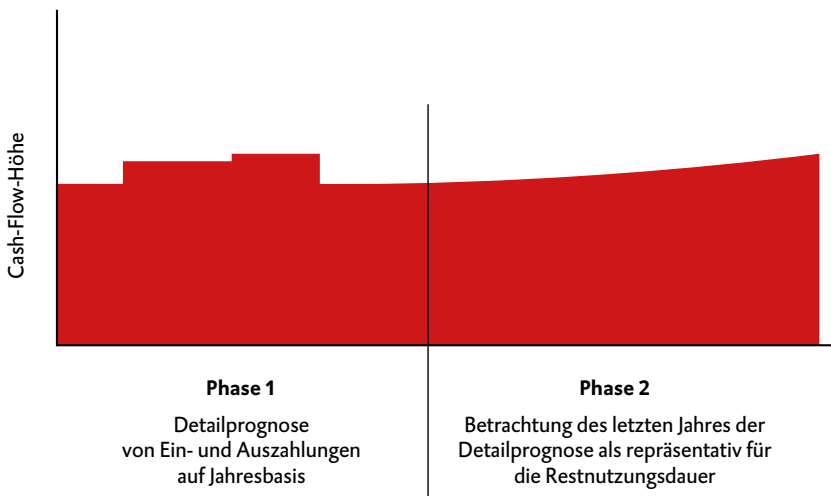 Cash-Flow-Höhe
Phase 1
Detailprognose
von Ein- und Auszahlungen
auf Jahresbasis
Phase 2
Betrachtung des letzten Jahres der
Detailprognose als repräsentativ für
die Restnutzungsdauer